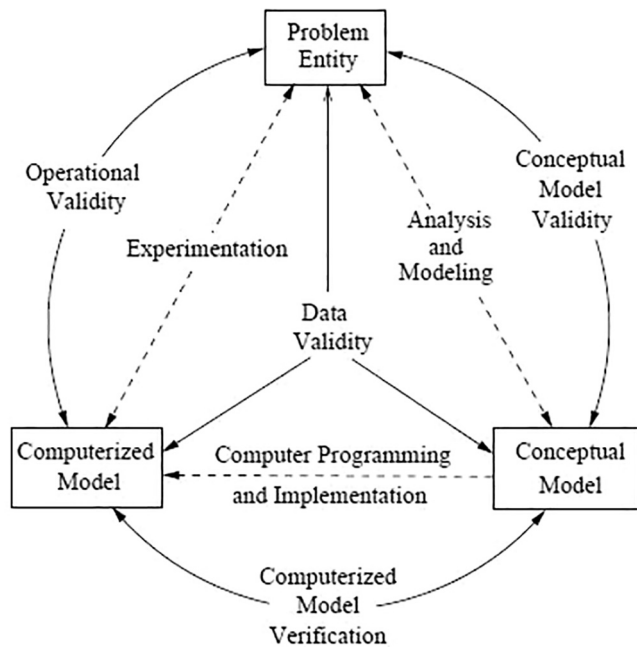 Problem
Entity
Operational
Validity
Conceptual
Model
Validity
Experimentation
Analysis
and
Modeling
Data
Validity
Computerized
Model
Computer Programming
and Implementation
Conceptual
Model
Computerized
Model
Verification